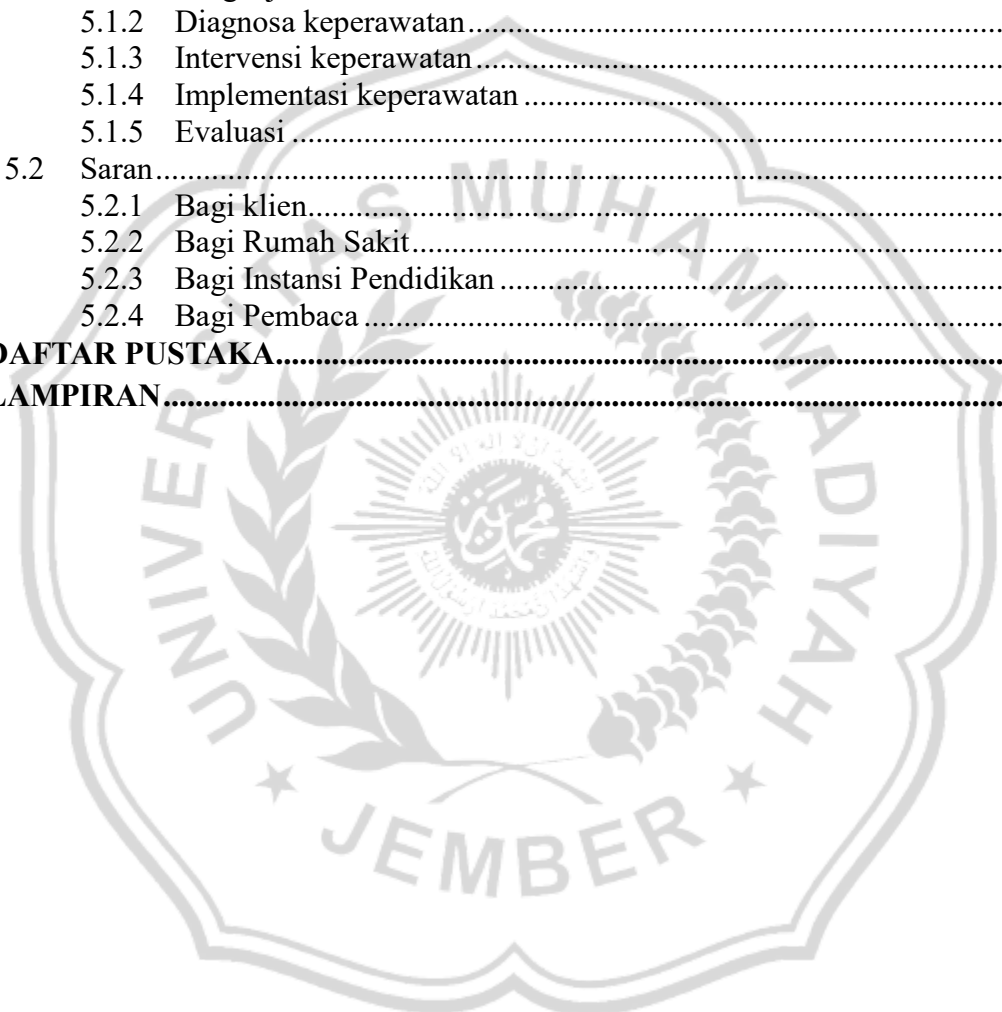 5.1.2 Diagnosa keperawatan
5.1.3 Intervensi keperawatan
5.1.4 Implementasi keperawatan
5.1.5 Evaluasi
5.2 Saran
5.2.1 Bagi klien
5.2.2 Bagi Rumah Sakit
5.2.3 Bagi Instansi Pendidikan
5.2.4 Bagi Pembaca
DAFTAR PUSTAKA
LAMPIRAN
UNIVERSITAS MUHAMMADIYAH
JEMBER